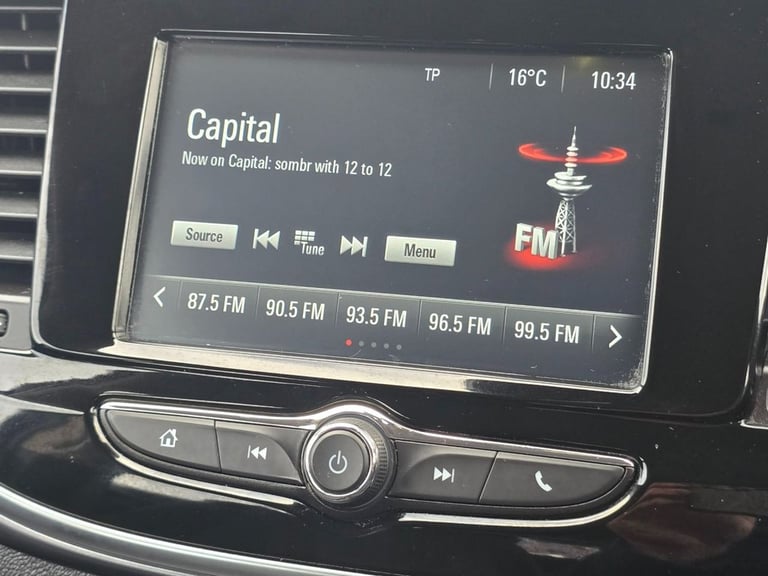 TP 16°C 10:34
Capital
Now on Capital: sombr with 12 to 12
FM
Source Tune Menu
87.5 FM 90.5 FM 93.5 FM 96.5 FM 99.5 FM